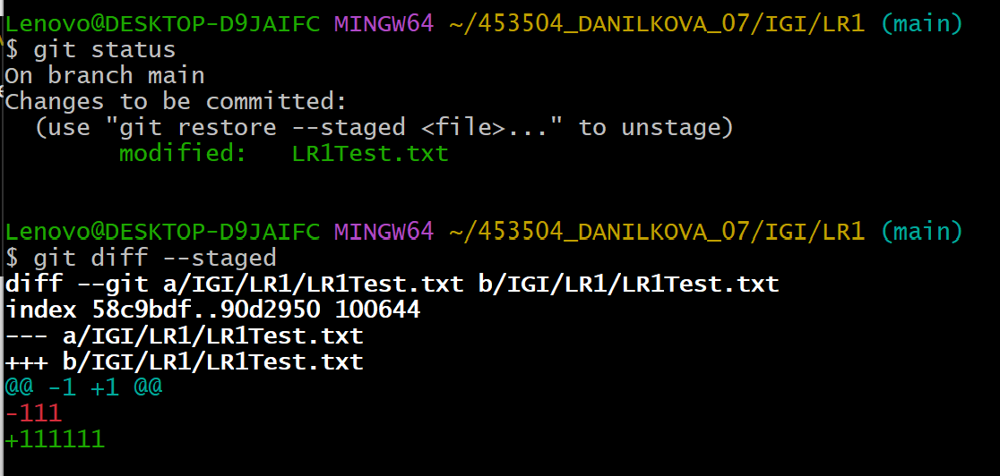 Lenovo@DESKTOP-D9JAIFC MINGW64 ~/453504_DANILKOVA_07/IGI/LR1 (main)
$ git status
On branch main
Changes to be committed:
  (use "git restore --staged <file>..." to unstage)
        modified:   LR1Test.txt
Lenovo@DESKTOP-D9JAIFC MINGW64 ~/453504_DANILKOVA_07/IGI/LR1 (main)
$ git diff --staged
diff --git a/IGI/LR1/LR1Test.txt b/IGI/LR1/LR1Test.txt
index 58c9bdf..90d2950 100644
--- a/IGI/LR1/LR1Test.txt
+++ b/IGI/LR1/LR1Test.txt
@@ -1 +1 @@
-111
+111111